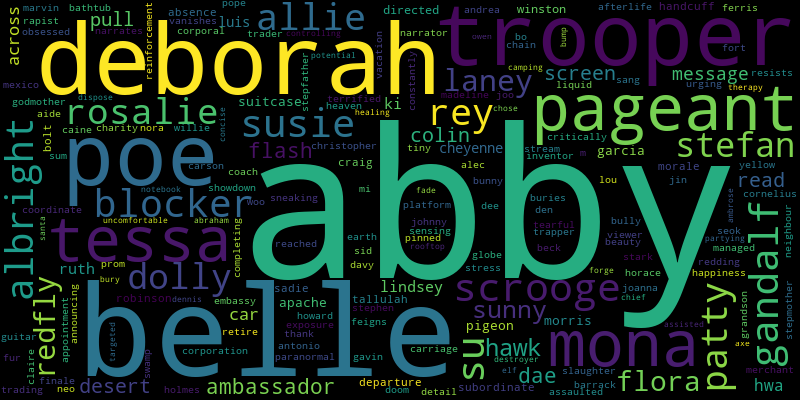 marvin bathtub absence pope directed andrea winston afterlife handcuff ferris
rapist pull vanishes luis allie trooper
obsessed narrates corporal trader narrator bo fort bump
across deborah reinforcement vacation controlling owen chain
mexico potential laney screen message resists
godmother suitcase heaven stepfather terrified constantly camping sang urging therapy
aide rosalie ki rey liquid pageant
bolt caine charity nora willie concise susie healing madeline joo chose dispose
sum christopher colin cheyenne stream critically stefan
albright poe flash craig tiny alec inventor m garcia
carson coach abby bunny lou morale yellow
notebook showdown mi fade platform dee buries jin read cornelius
coordinate blocker woo sneaking johnny den bully ambrose
santa uncomfortable abraham earth pinned sensing tearful trapper viewer seok partying neighbour
tessa completing reached sid rooftop beck beauty managed
prom davy globe stark redding
ruth dolly lindsey stress forge horace happiness gandalf
bury sadie tallulah scrooge chief joanna grandson stepmother
redfly announcing robinson dennis embassy apache stephen sunny assisted
guitar appointment belle car howard exposure feigns pigeon morris patty axe
targeted retire thank
claire corporation antonio gavin carriage su hawk mona
fur finale swamp paranormal destroyer slaughter merchant
trading neo desert holmes ambassador departure elf dae barrack flora hwa
doom detail subordinate assaulted